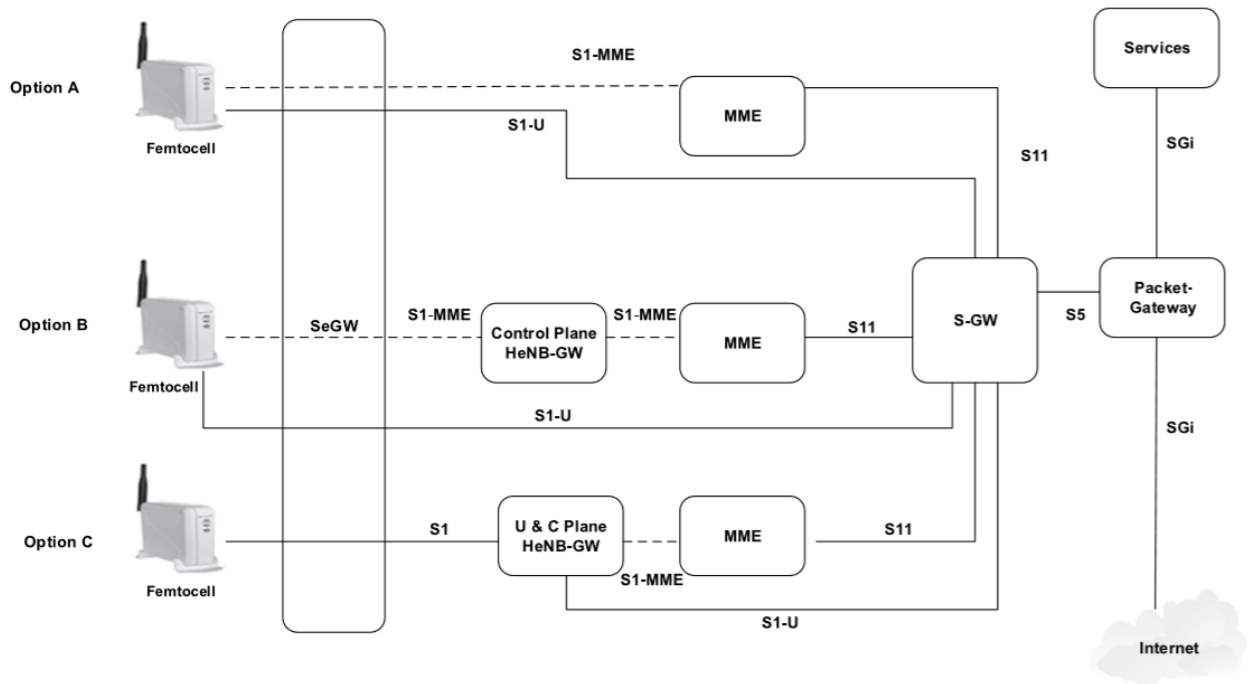 Services
S1-MME
Option A
MME
S1-U
Femtocell
SGi
S11
Packet-
Gateway
S1-MME
S1-MME
Option B
SeGW
Control Plane
HeNB-GW
MME
S11
S-GW
S5
Femtocell
S1-U
SGi
U & C Plane
HeNB-GW
S1
MME
S11
Option C
S1-MME
Femtocell
S1-U
Internet